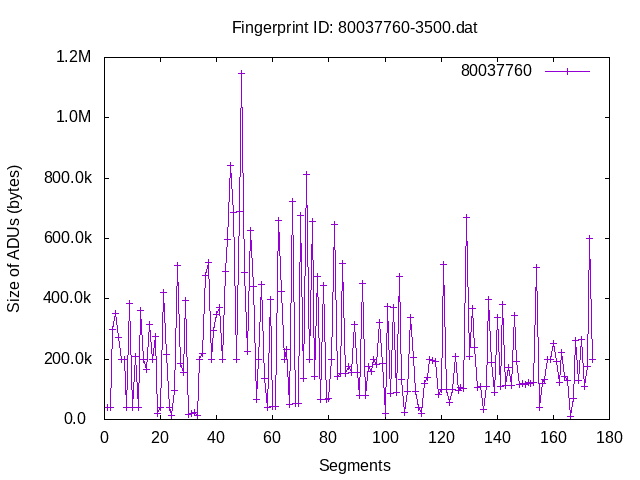 Fingerprint ID: 80037760-3500.dat
1.2M
80037760
1.0M
800.0k
600.0k
400.0k
200.0k
0.0
Size of ADUs (bytes)
0 20 40 60 80 100 120 140 160 180
Segments